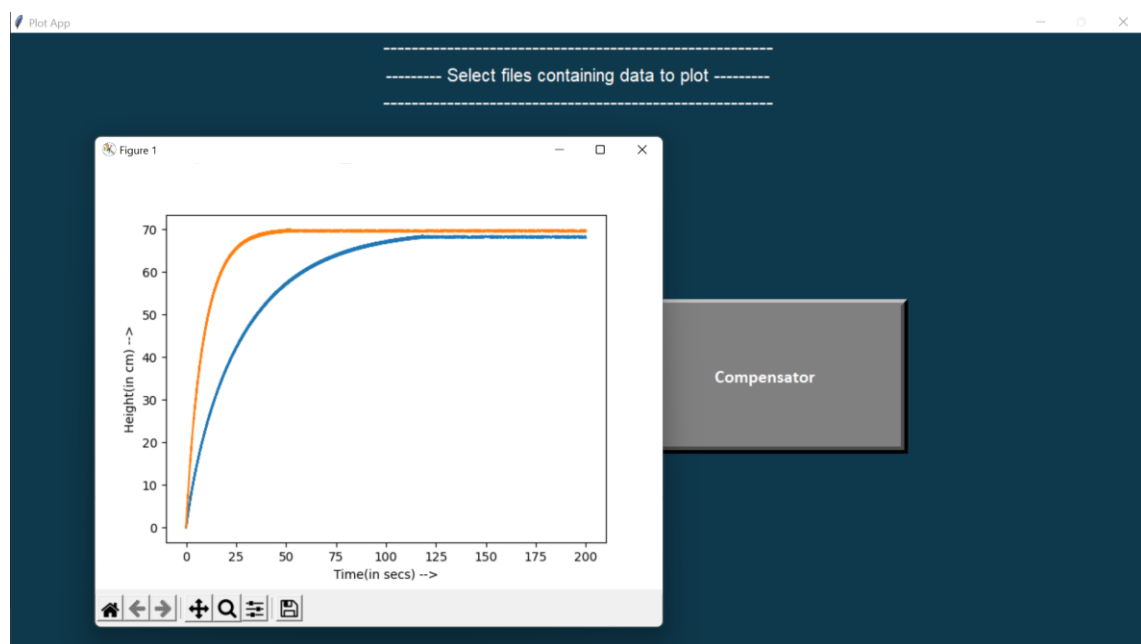 Plot App
------------------------------------------------------
--------- Select files containing data to plot ---------
------------------------------------------------------
Figure 1
70
60
50
40
30
20
10
0
Height(in cm) -->
0 25 50 75 100 125 150 175 200
Time(in secs) -->
Compensator